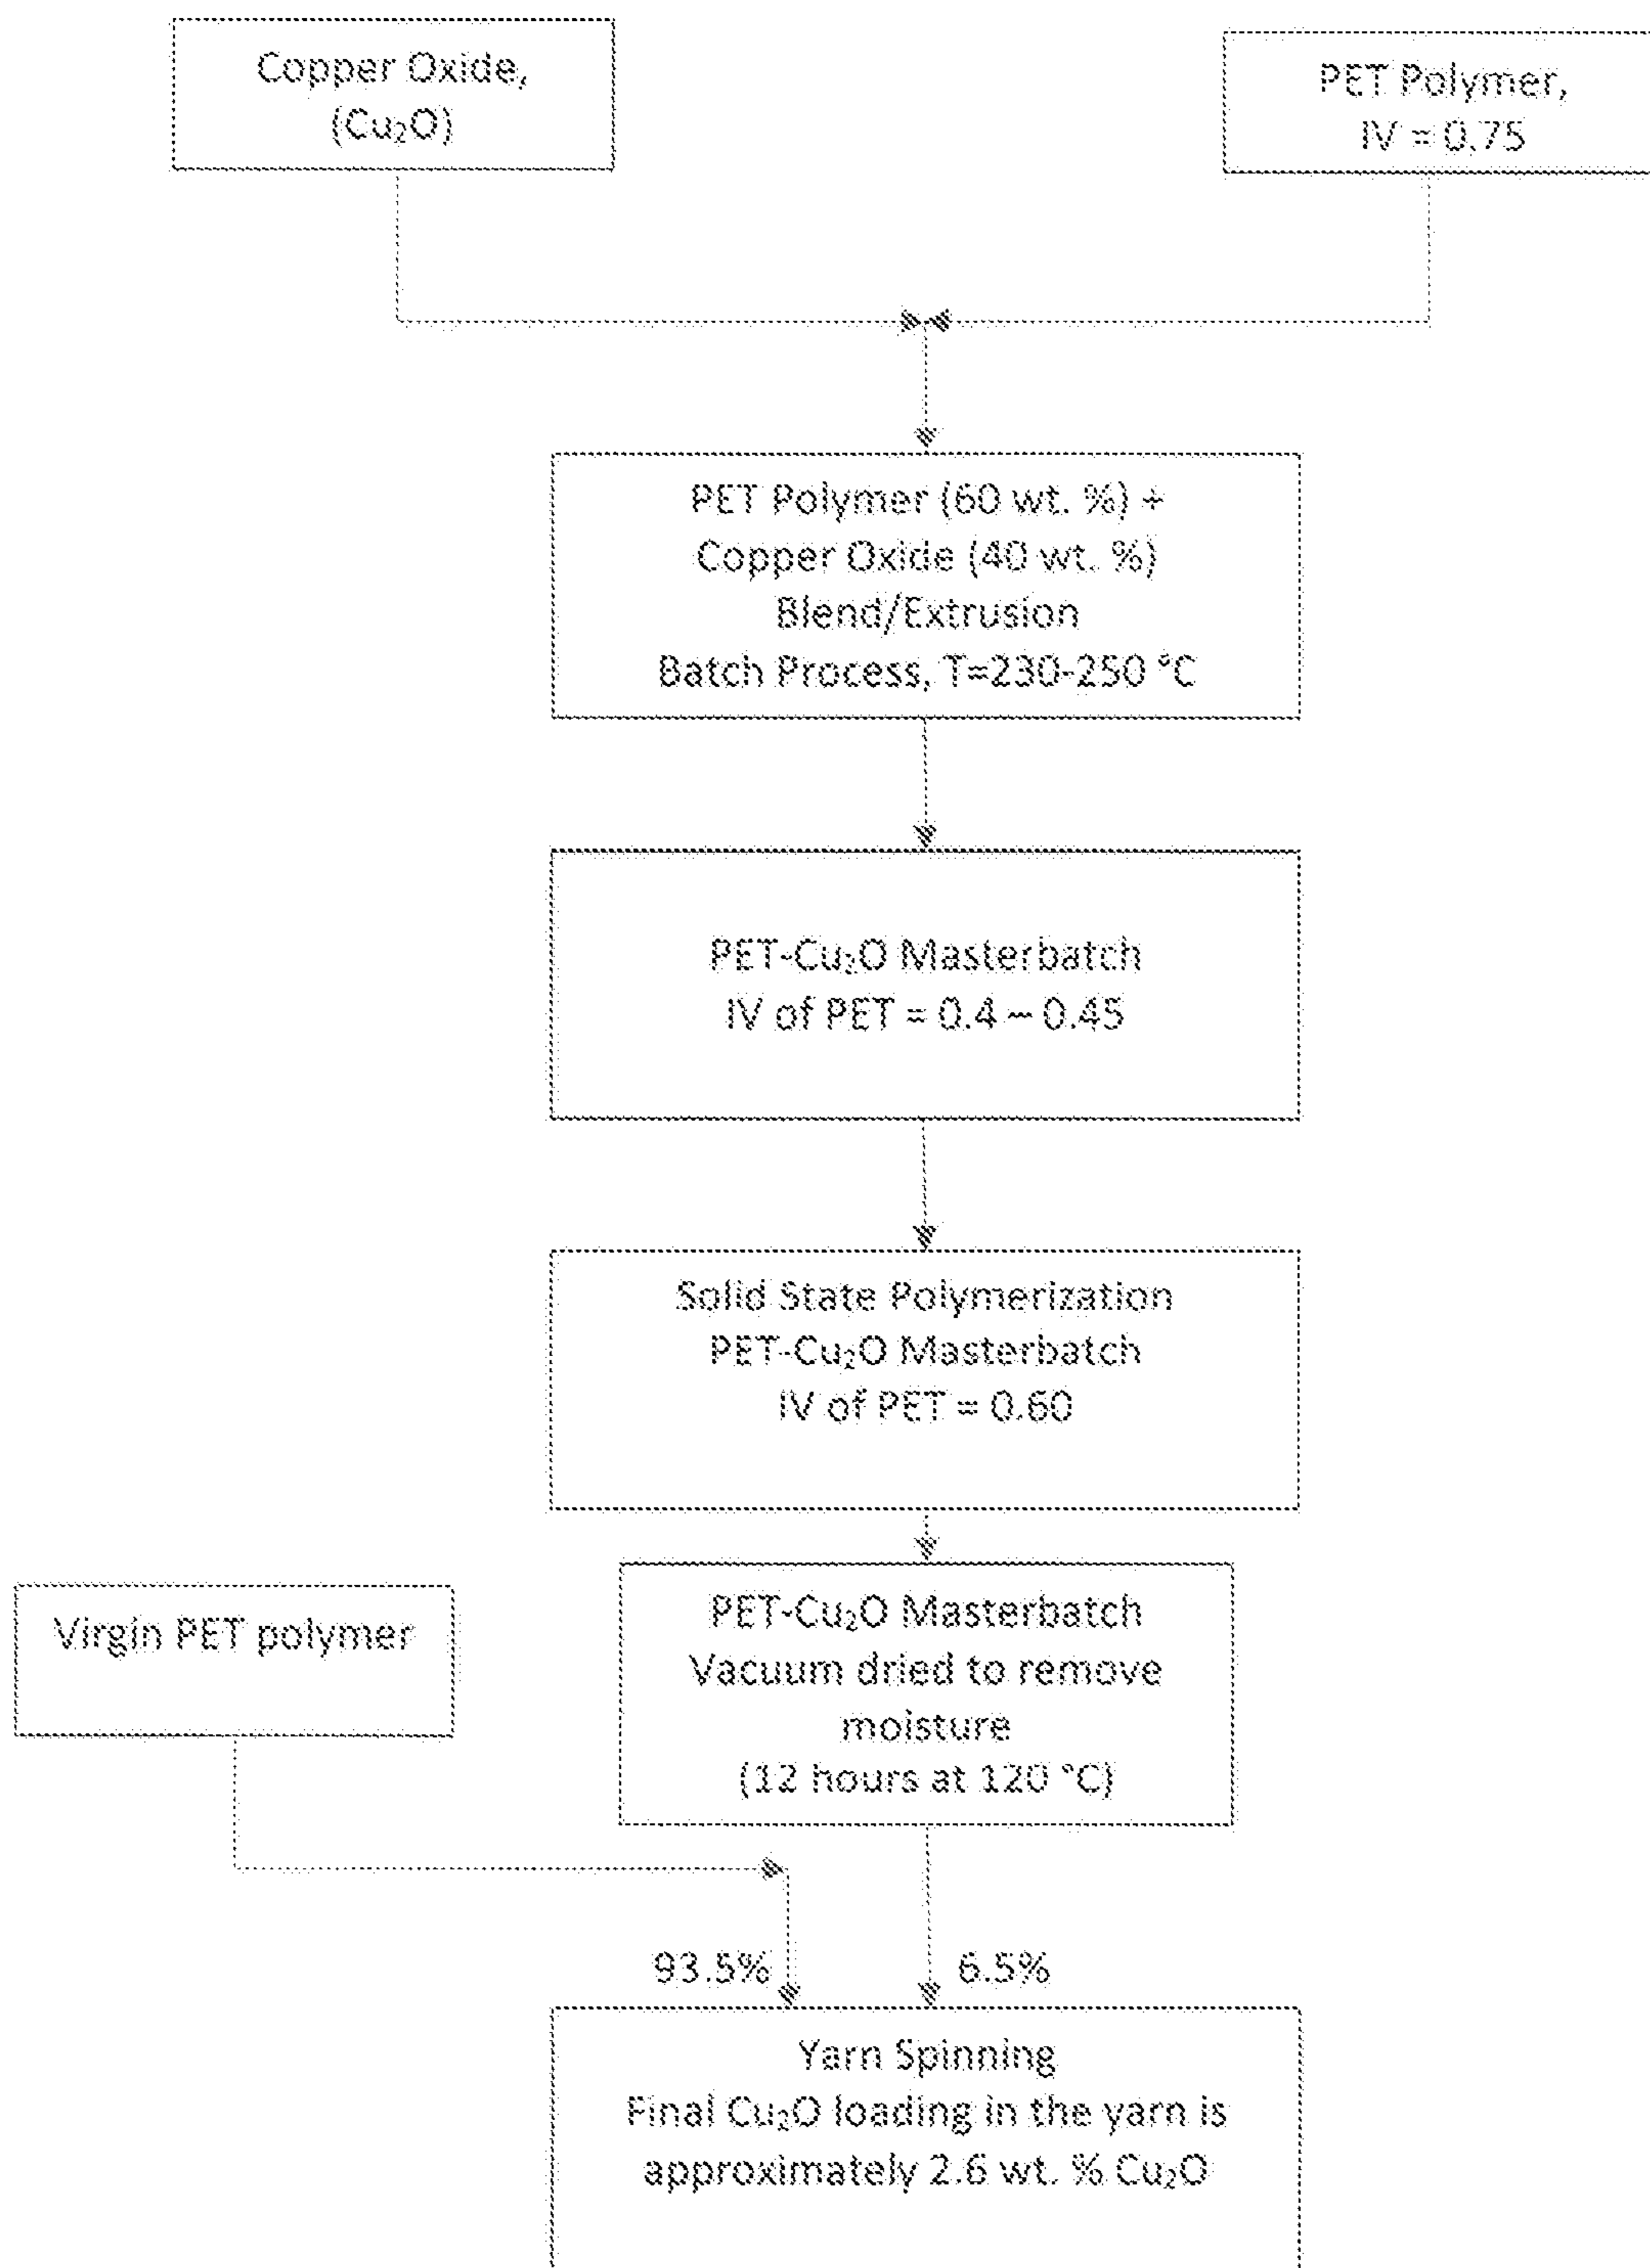 Copper Oxide,
(Cu₂O)
PET Polymer,
IV = 0.75
PET Polymer (60 wt. %) +
Copper Oxide (40 wt. %)
Blend/Extrusion
Batch Process, T=230-250 °C
PET-Cu₂O Masterbatch
IV of PET = 0.4 – 0.45
Solid State Polymerization
PET-Cu₂O Masterbatch
IV of PET = 0.60
Virgin PET polymer
PET-Cu₂O Masterbatch
Vacuum dried to remove
moisture
(12 hours at 120 °C)
93.5%
6.5%
Yarn Spinning
Final Cu₂O loading in the yarn is
approximately 2.6 wt. % Cu₂O